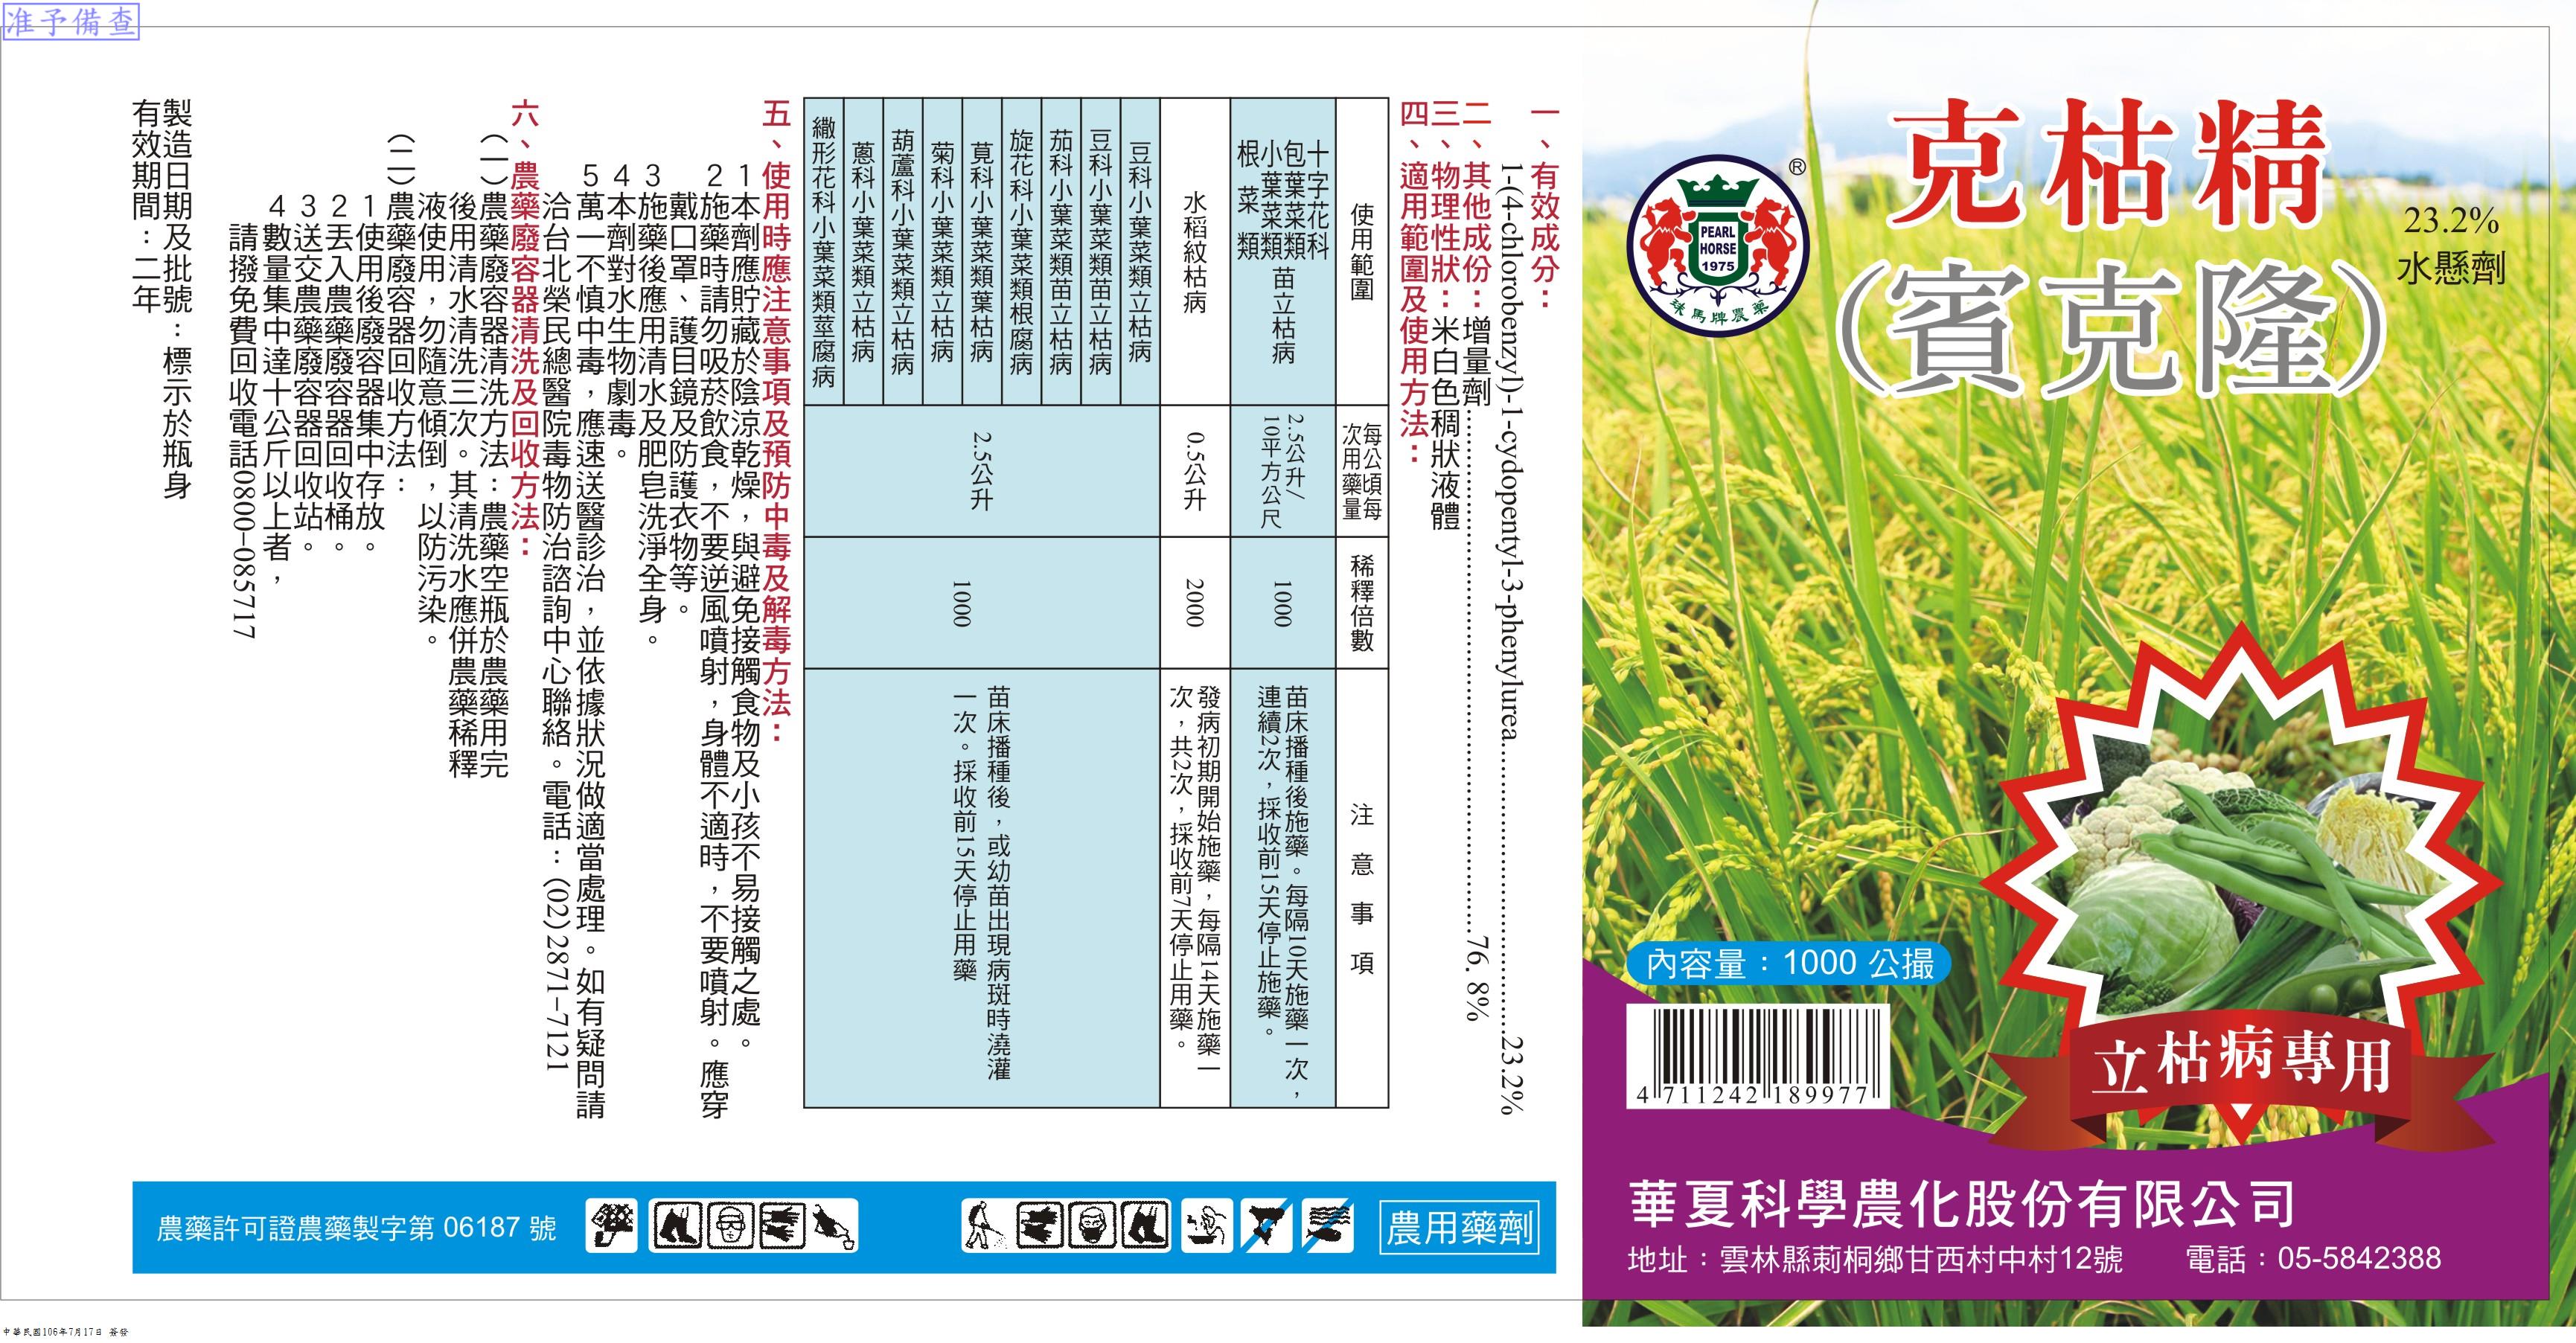 准予備查
克枯精
(賓克隆)
23.2%
水懸劑
®
PEARL
HORSE
1975
珠馬牌農藥
內容量：1000 公撮
4 711242 189977
立枯病專用
華夏科學農化股份有限公司
地址：雲林縣莿桐鄉甘西村中村12號 電話：05-5842388
一、有效成分：
1-(4-chlorobenzyl)-1-cydopentyl-3-phenylurea...........................23.2%
二、其他成份：增量劑...........................76.8%
三、物理性狀：米白色稠狀液體
四、適用範圍及使用方法：
使用範圍
每公頃每
次用藥量
稀釋倍數
注意事項
十字花科
包葉菜類
小葉菜類
根菜類
苗立枯病
2.5公升/
10平方公尺
1000
苗床播種後施藥。每隔10天施藥一次，
連續2次，採收前15天停止施藥。
水稻紋枯病
0.5公升
2000
發病初期開始施藥，每隔14天施藥一
次，共2次，採收前7天停止用藥。
豆科小葉菜類立枯病
豆科小葉菜類苗立枯病
茄科小葉菜類苗立枯病
旋花科小葉菜類根腐病
莧科小葉菜類葉枯病
菊科小葉菜類立枯病
葫蘆科小葉菜類立枯病
蔥科小葉菜類立枯病
繖形花科小葉菜類莖腐病
2.5公升
1000
苗床播種後，或幼苗出現病斑時澆灌
一次。採收前15天停止用藥
五、使用時應注意事項及預防中毒及解毒方法：
1本劑應貯藏於陰涼乾燥，與避免接觸食物及小孩不易接觸之處。
2施藥時請勿吸菸飲食，不要逆風噴射，身體不適時，不要噴射。應穿
戴口罩、護目鏡及防護衣物等。
3施藥後應用清水及肥皂洗淨全身。
4本劑對水生物劇毒。
5萬一不慎中毒，應速送醫診治，並依據狀況做適當處理。如有疑問請
洽台北榮民總醫院毒物防治諮詢中心聯絡。電話：(02)2871-7121
六、農藥廢容器清洗及回收方法：
(一)農藥廢容器清洗方法：農藥空瓶於農藥用完
後用清水清洗三次。其清洗水應併農藥稀釋
液使用，勿隨意傾倒，以防污染。
(二)農藥廢容器回收方法：
1使用後廢容器集中存放。
2丟入農藥廢容器回收桶。
3送交農藥廢容器回收站。
4數量集中達十公斤以上者，
請撥免費回收電話0800-085717
製造日期及批號：標示於瓶身
有效期間：二年
農藥許可證農藥製字第 06187 號
農用藥劑
中華民國106年7月17日 簽發